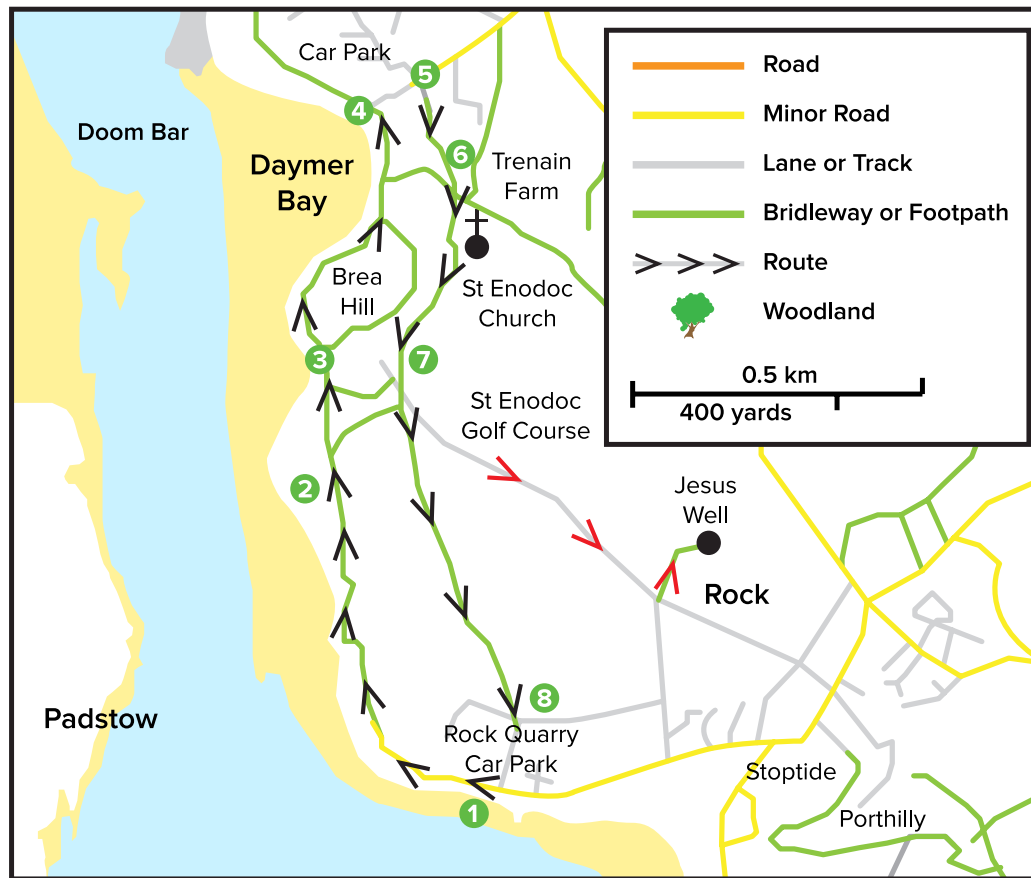 Car Park
5
4
Doom Bar
Daymer
Bay
6
Trenain
Farm
Brea
Hill
St Enodoc
Church
3
7
St Enodoc
Golf Course
2
Jesus
Well
Rock
Padstow
8
Rock Quarry
Car Park
1
Stoptide
Porthilly
Road
Minor Road
Lane or Track
Bridleway or Footpath
Route
Woodland
0.5 km
400 yards